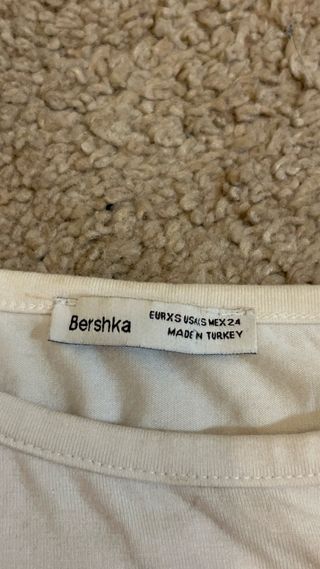 Bershka
EUR XS USA XS MEX 24
MADE IN TURKEY